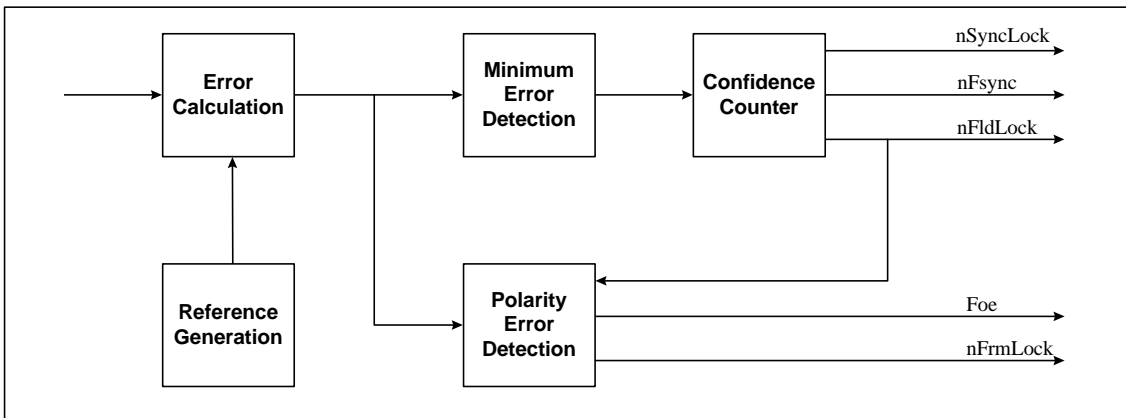 Error
Calculation
Minimum
Error
Detection
Confidence
Counter
nSyncLock
nFsync
nFldLock
Reference
Generation
Polarity
Error
Detection
Foe
nFrmLock